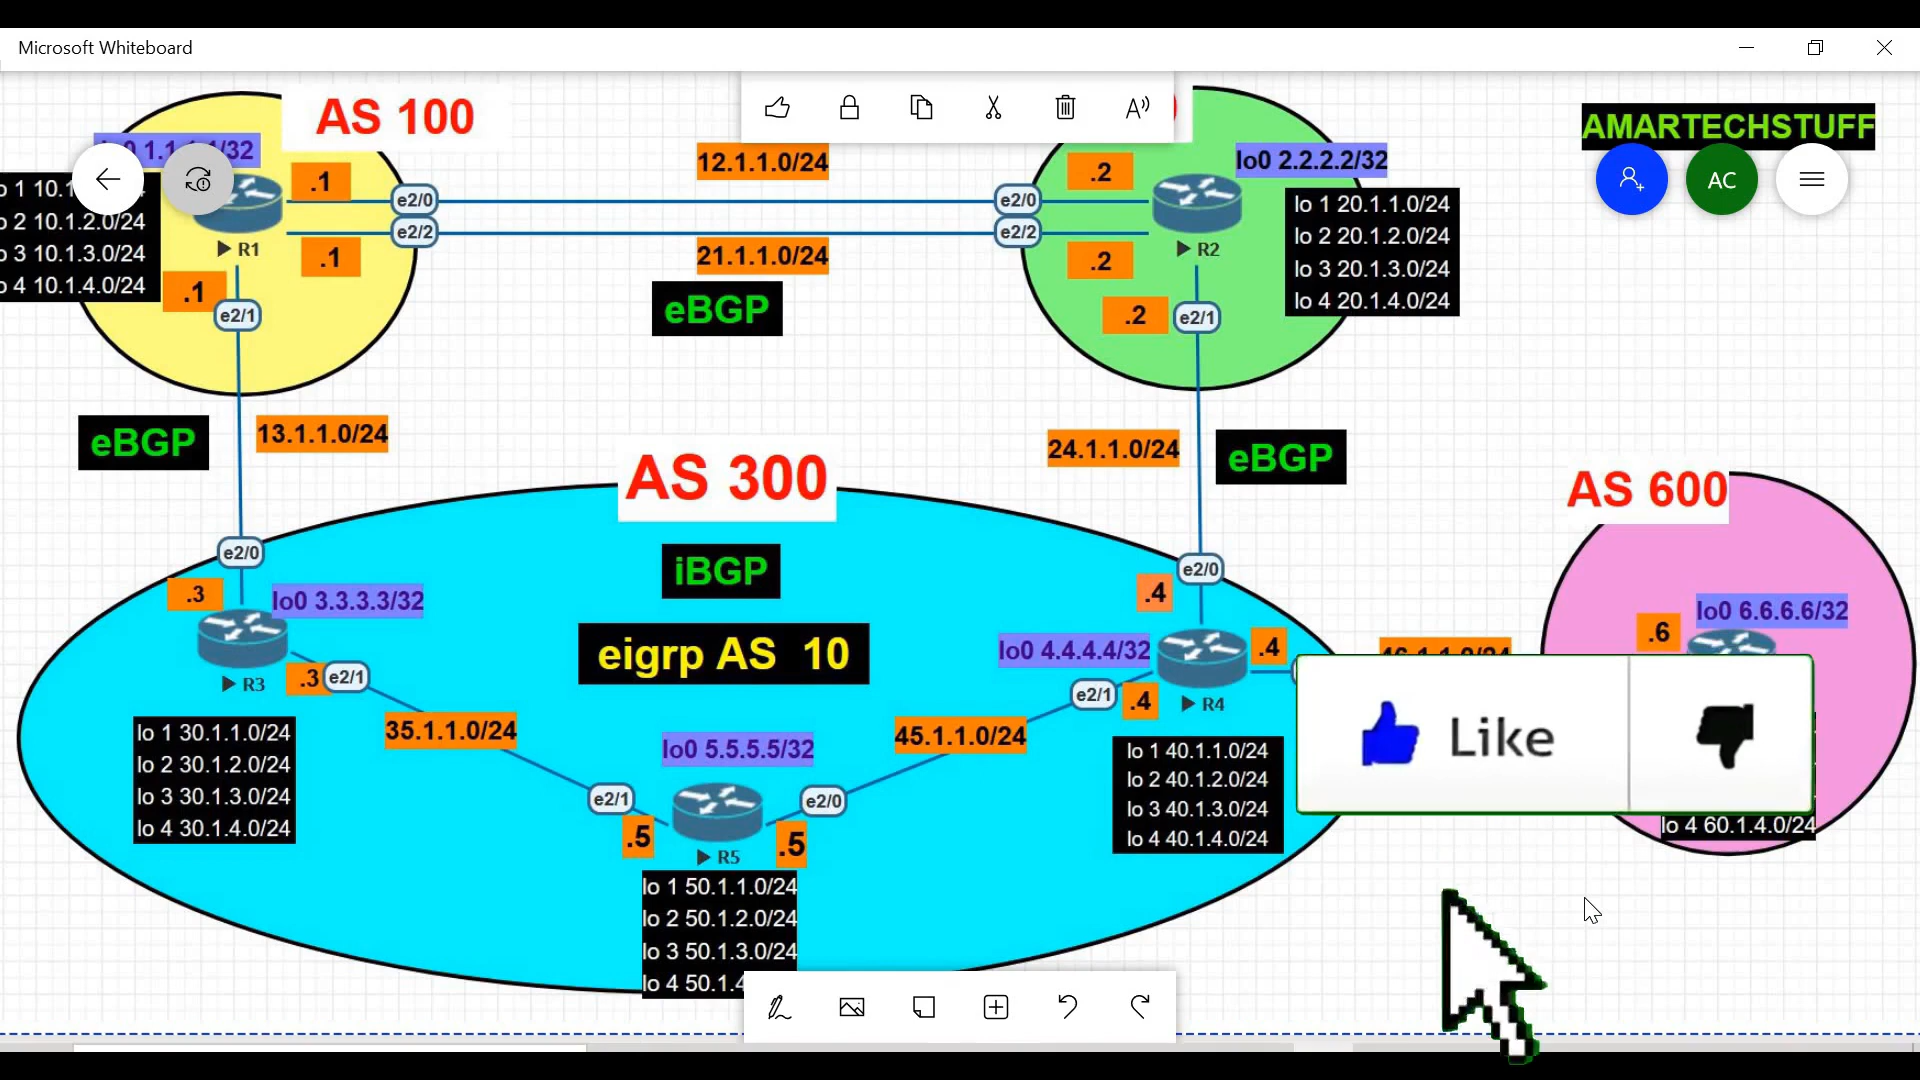 Microsoft Whiteboard
AS 100
AMARTECHSTUFF
12.1.1.0/24
lo0 2.2.2.2/32
.1
.2
AC
e2/0
e2/0
lo 1 20.1.1.0/24
lo 2 20.1.2.0/24
lo 3 20.1.3.0/24
lo 4 20.1.4.0/24
2 10.1.2.0/24
3 10.1.3.0/24
4 10.1.4.0/24
e2/2
e2/2
R1
R2
.1
21.1.1.0/24
.2
.1
eBGP
.2
e2/1
e2/1
eBGP
13.1.1.0/24
24.1.1.0/24
eBGP
AS 300
AS 600
e2/0
iBGP
e2/0
.3
lo0 3.3.3.3/32
.4
lo0 6.6.6.6/32
.6
eigrp AS 10
lo0 4.4.4.4/32
.4
R3
.3
e2/1
e2/1
.4
R4
35.1.1.0/24
45.1.1.0/24
Like
lo 1 30.1.1.0/24
lo 2 30.1.2.0/24
lo 3 30.1.3.0/24
lo 4 30.1.4.0/24
lo0 5.5.5.5/32
lo 1 40.1.1.0/24
lo 2 40.1.2.0/24
lo 3 40.1.3.0/24
lo 4 40.1.4.0/24
e2/1
e2/0
lo 4 60.1.4.0/24
.5
.5
R5
lo 1 50.1.1.0/24
lo 2 50.1.2.0/24
lo 3 50.1.3.0/24
lo 4